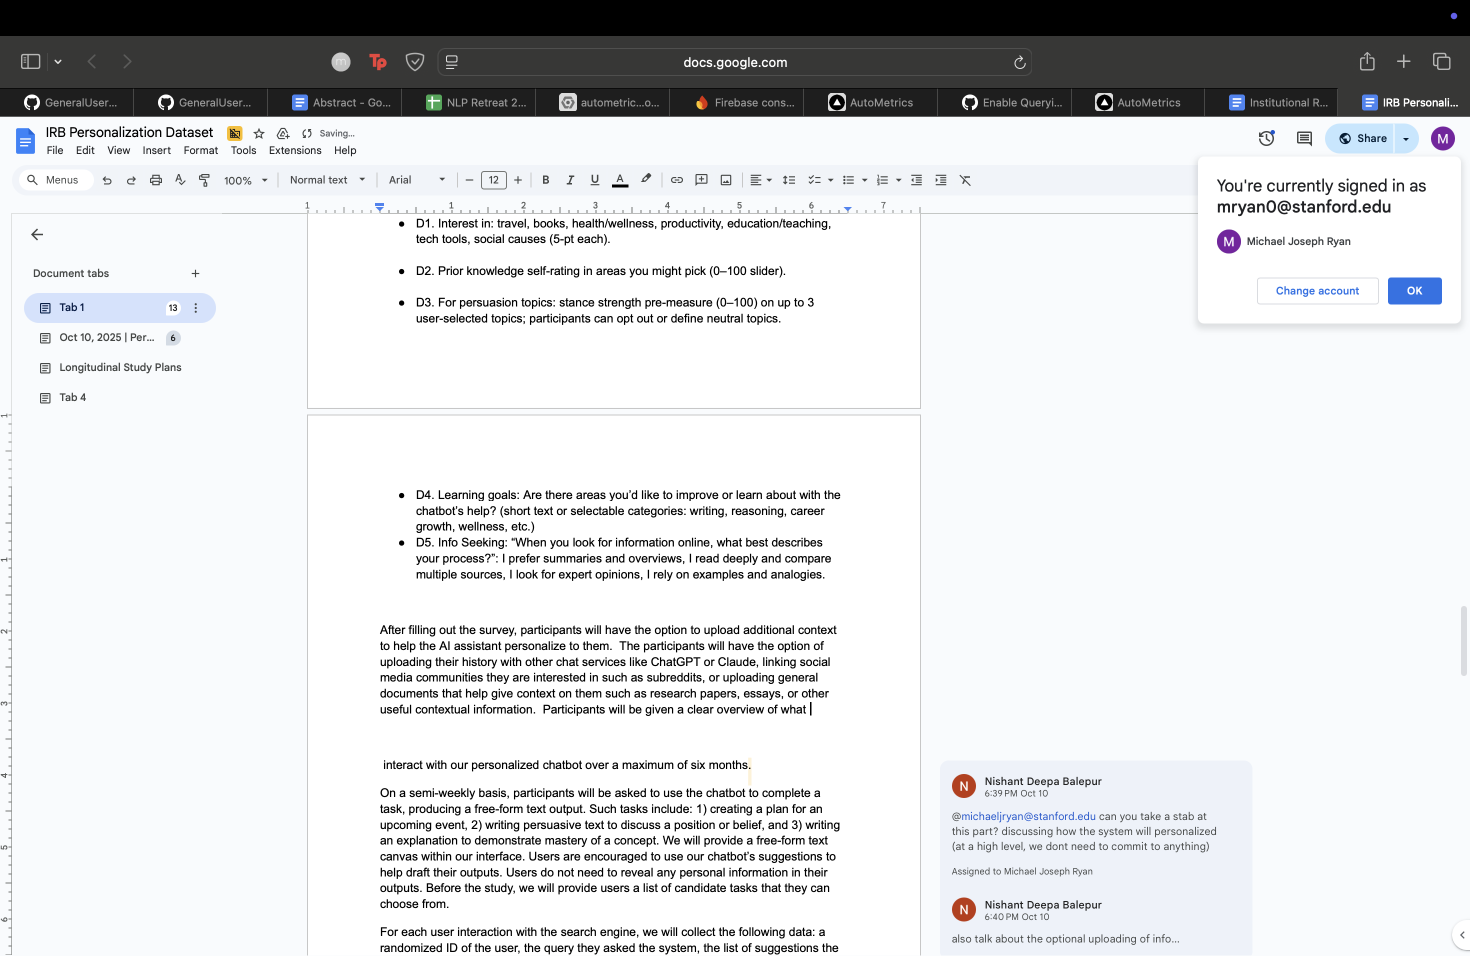 docs.google.com
GeneralUser...
GeneralUser...
Abstract - Go...
NLP Retreat 2...
autometric...o...
Firebase cons...
AutoMetrics
Enable Queryi...
AutoMetrics
Institutional R...
IRB Personali...
IRB Personalization Dataset
Saving...
File Edit View Insert Format Tools Extensions Help
Share
M
Menus
100%
Normal text
Arial
12
B I U A
1 1 2 3 4 5 6 7
You're currently signed in as
mryan0@stanford.edu
M Michael Joseph Ryan
Change account
OK
Document tabs
Tab 1 13
Oct 10, 2025 | Per... 6
Longitudinal Study Plans
Tab 4
● D1. Interest in: travel, books, health/wellness, productivity, education/teaching,
tech tools, social causes (5-pt each).
● D2. Prior knowledge self-rating in areas you might pick (0–100 slider).
● D3. For persuasion topics: stance strength pre-measure (0–100) on up to 3
user-selected topics; participants can opt out or define neutral topics.
● D4. Learning goals: Are there areas you'd like to improve or learn about with the
chatbot's help? (short text or selectable categories: writing, reasoning, career
growth, wellness, etc.)
● D5. Info Seeking: “When you look for information online, what best describes
your process?”: I prefer summaries and overviews, I read deeply and compare
multiple sources, I look for expert opinions, I rely on examples and analogies.
After filling out the survey, participants will have the option to upload additional context
to help the AI assistant personalize to them.  The participants will have the option of
uploading their history with other chat services like ChatGPT or Claude, linking social
media communities they are interested in such as subreddits, or uploading general
documents that help give context on them such as research papers, essays, or other
useful contextual information.  Participants will be given a clear overview of what
interact with our personalized chatbot over a maximum of six months.
On a semi-weekly basis, participants will be asked to use the chatbot to complete a
task, producing a free-form text output. Such tasks include: 1) creating a plan for an
upcoming event, 2) writing persuasive text to discuss a position or belief, and 3) writing
an explanation to demonstrate mastery of a concept. We will provide a free-form text
canvas within our interface. Users are encouraged to use our chatbot's suggestions to
help draft their outputs. Users do not need to reveal any personal information in their
outputs. Before the study, we will provide users a list of candidate tasks that they can
choose from.
For each user interaction with the search engine, we will collect the following data: a
randomized ID of the user, the query they asked the system, the list of suggestions the
N Nishant Deepa Balepur
6:39 PM Oct 10
@michaeljryan@stanford.edu can you take a stab at
this part? discussing how the system will personalized
(at a high level, we dont need to commit to anything)
Assigned to Michael Joseph Ryan
N Nishant Deepa Balepur
6:40 PM Oct 10
also talk about the optional uploading of info...
1
1
2
3
4
5
6